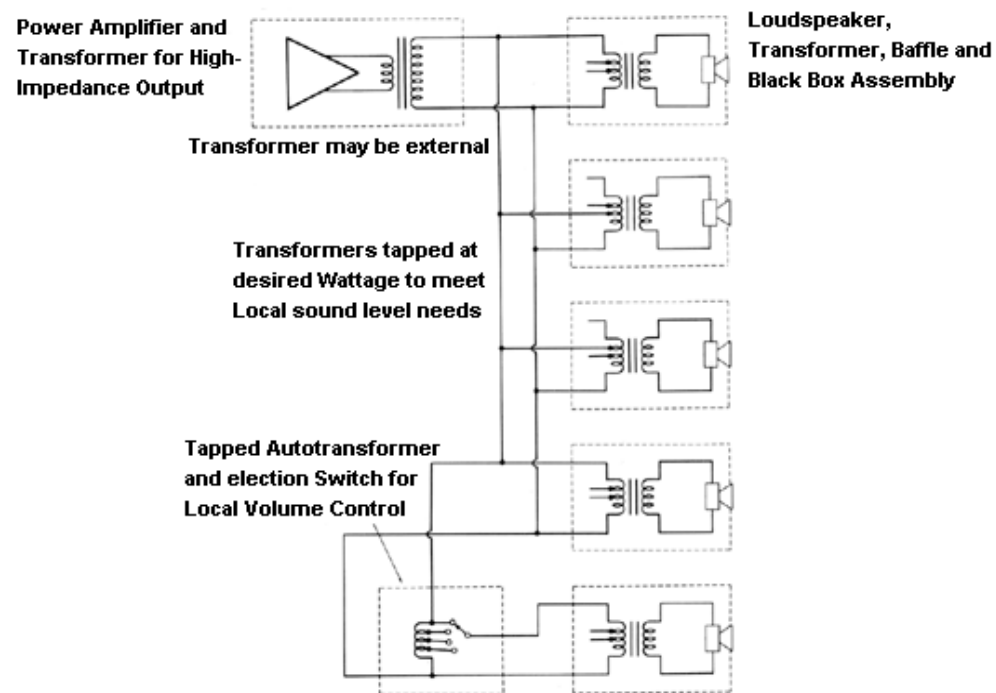 Power Amplifier and
Transformer for High-
Impedance Output
Loudspeaker,
Transformer, Baffle and
Black Box Assembly
Transformer may be external
Transformers tapped at
desired Wattage to meet
Local sound level needs
Tapped Autotransformer
and election Switch for
Local Volume Control